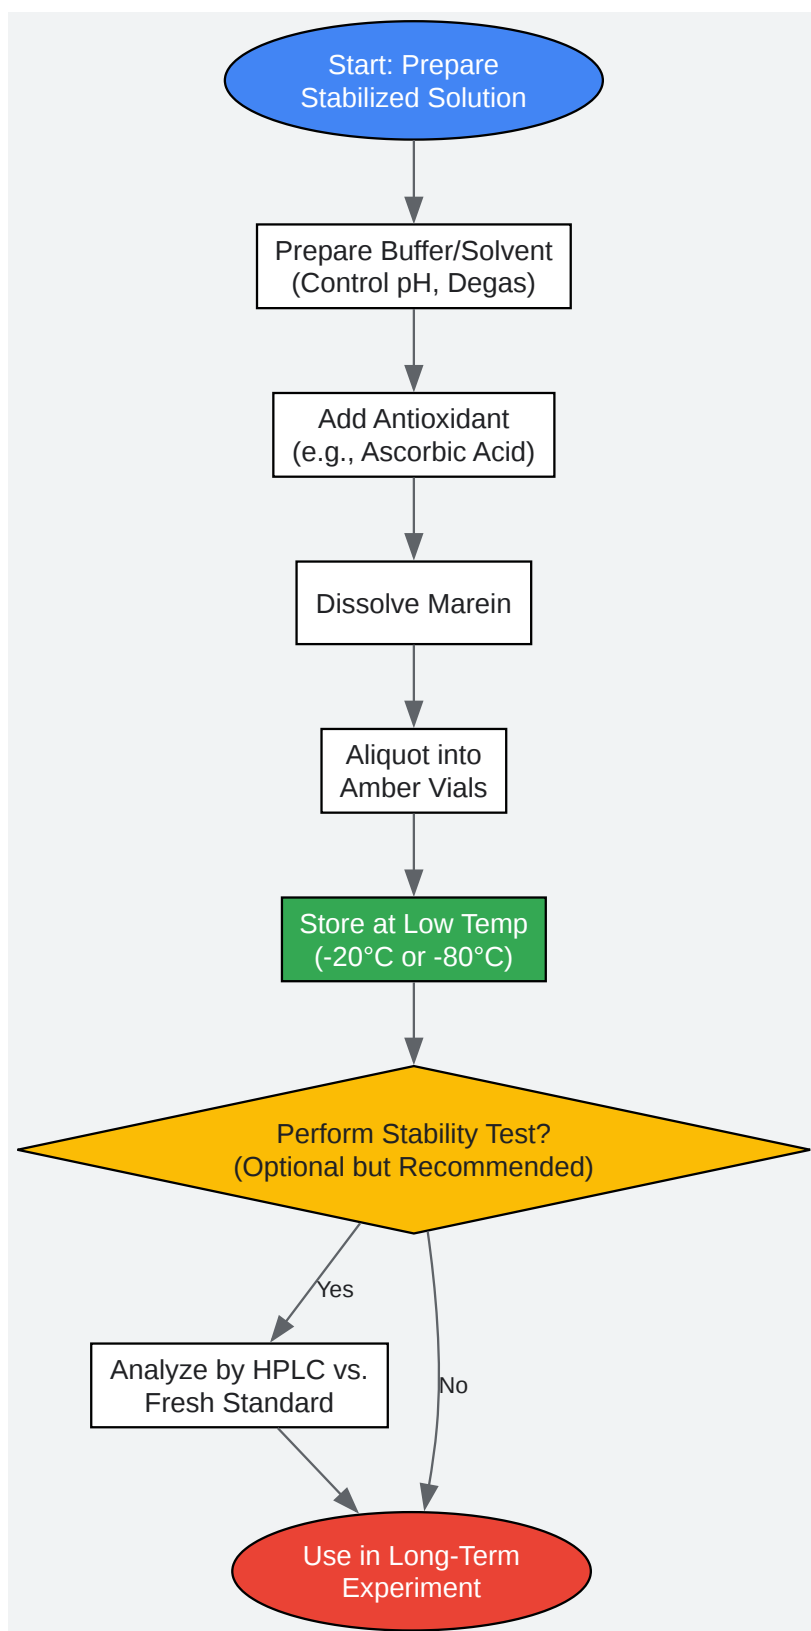 Start: Prepare
Stabilized Solution
Prepare Buffer/Solvent
(Control pH, Degas)
Add Antioxidant
(e.g., Ascorbic Acid)
Dissolve Marein
Aliquot into
Amber Vials
Store at Low Temp
(-20°C or -80°C)
Perform Stability Test?
(Optional but Recommended)
Yes
Analyze by HPLC vs.
Fresh Standard
No
Use in Long-Term
Experiment